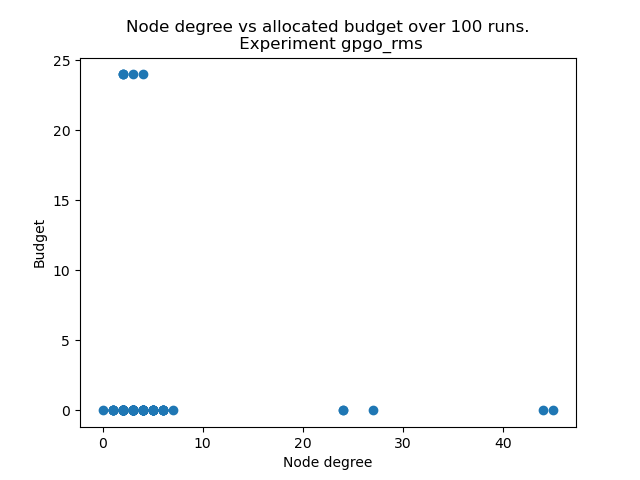 Node degree vs allocated budget over 100 runs.
Experiment gpgo_rms
25
20
15
10
5
0
Budget
0 10 20 30 40
Node degree